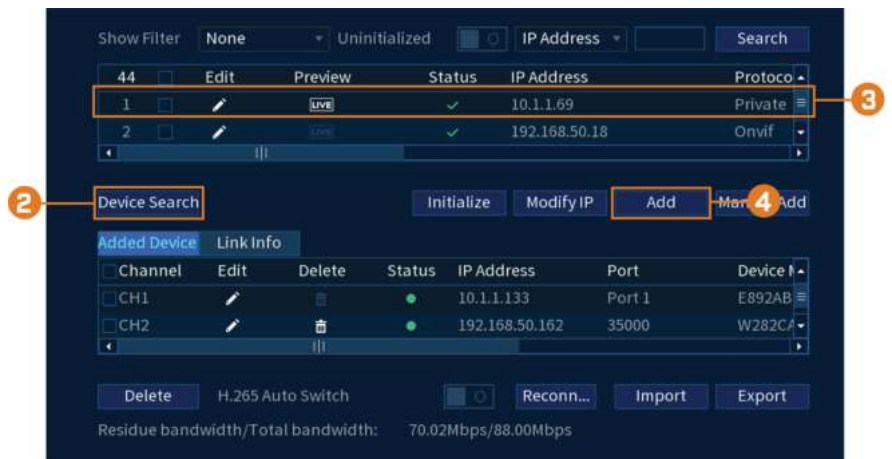 Show Filter None Uninitialized IP Address Search
44 Edit Preview Status IP Address Protoco
1 LIVE 10.1.1.69 Private
3
2 LIVE 192.168.50.18 Onvif
2 Device Search Initialize Modify IP Add 4 Add
Added Device Link Info
Channel Edit Delete Status IP Address Port Device
CH1 10.1.1.133 Port 1 E892AB
CH2 192.168.50.162 35000 W282CA
Delete H.265 Auto Switch Reconn... Import Export
Residue bandwidth/Total bandwidth: 70.02Mbps/88.00Mbps